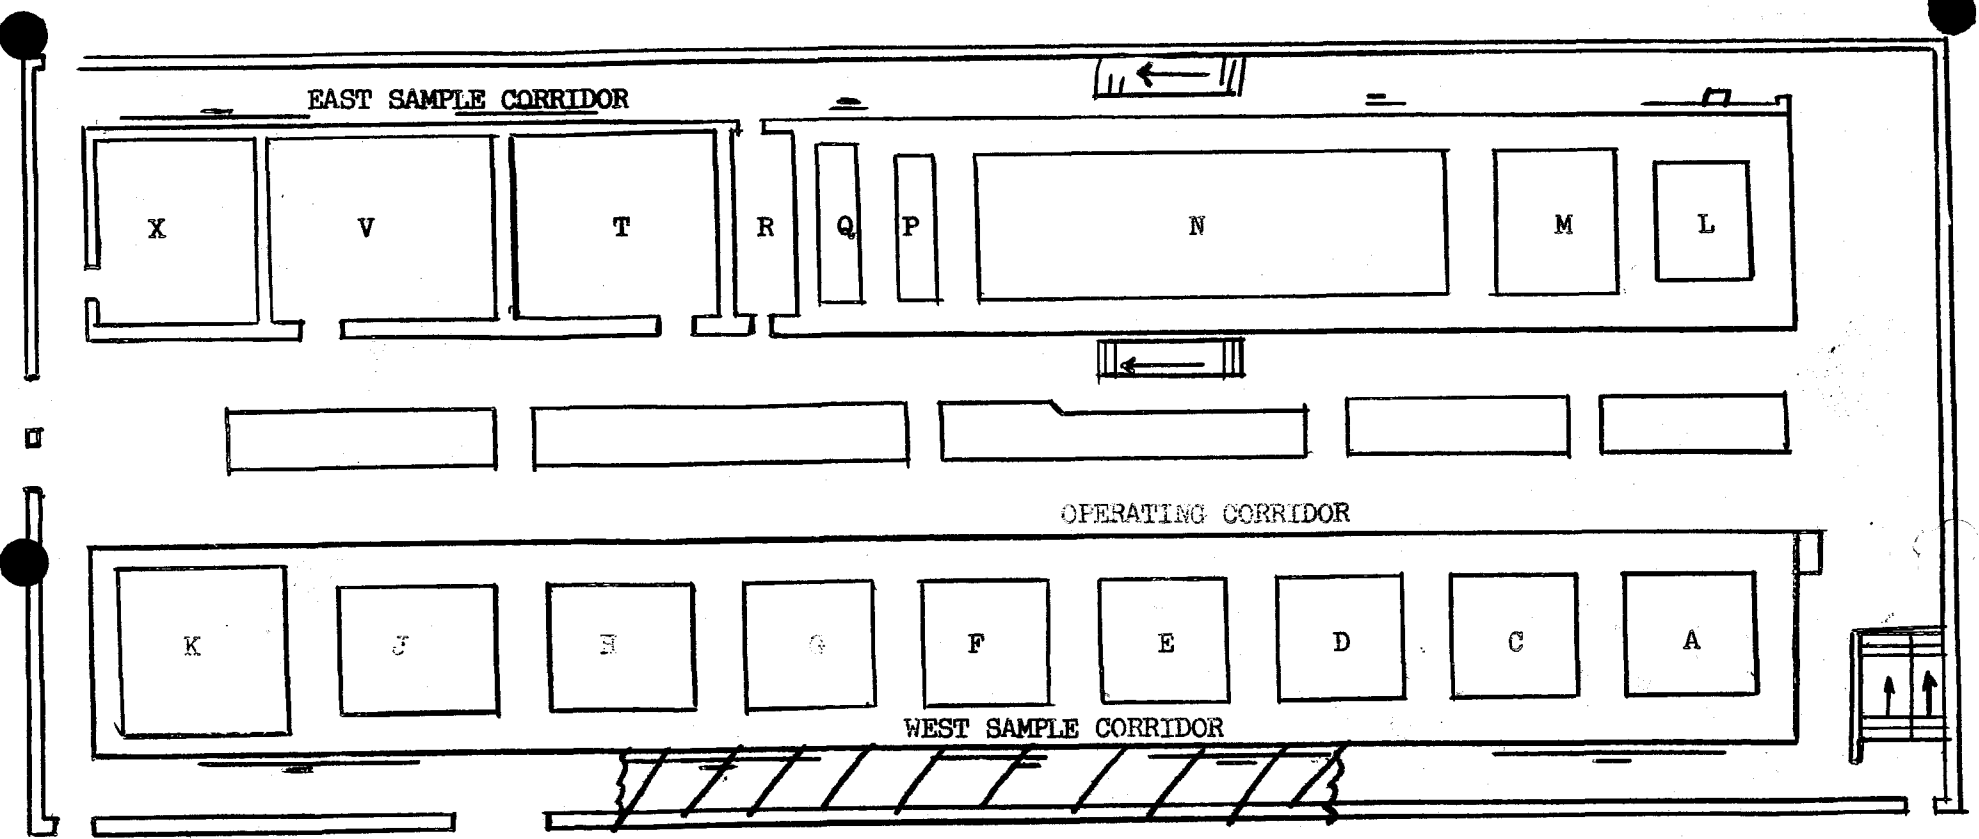 EAST SAMPLE CORRIDOR
X V T R Q P N M L
OPERATING CORRIDOR
K J H G F E D C A
WEST SAMPLE CORRIDOR